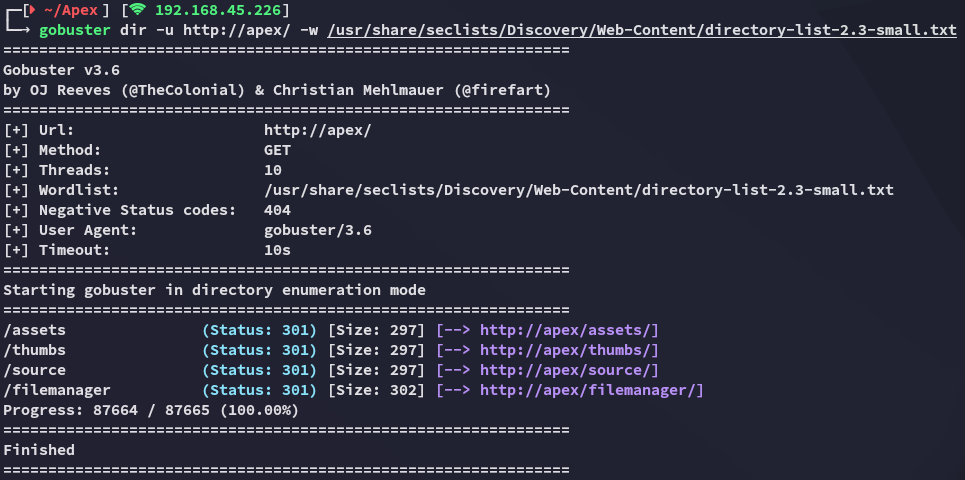 [~/Apex] [192.168.45.226]
gobuster dir -u http://apex/ -w /usr/share/seclists/Discovery/Web-Content/directory-list-2.3-small.txt
===============================================================
Gobuster v3.6
by OJ Reeves (@TheColonial) & Christian Mehlmauer (@firefart)
===============================================================
[+] Url:                     http://apex/
[+] Method:                  GET
[+] Threads:                 10
[+] Wordlist:                /usr/share/seclists/Discovery/Web-Content/directory-list-2.3-small.txt
[+] Negative Status codes:   404
[+] User Agent:              gobuster/3.6
[+] Timeout:                 10s
===============================================================
Starting gobuster in directory enumeration mode
===============================================================
/assets               (Status: 301) [Size: 297] [--> http://apex/assets/]
/thumbs               (Status: 301) [Size: 297] [--> http://apex/thumbs/]
/source               (Status: 301) [Size: 297] [--> http://apex/source/]
/filemanager          (Status: 301) [Size: 302] [--> http://apex/filemanager/]
Progress: 87664 / 87665 (100.00%)
===============================================================
Finished
===============================================================